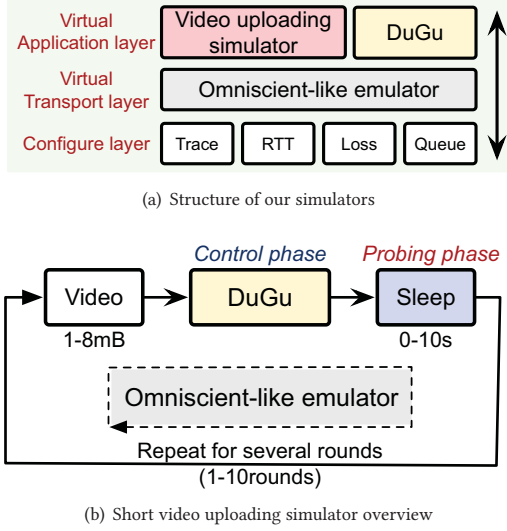 Virtual
Application layer
Video uploading
simulator
DuGu
Virtual
Transport layer
Omniscient-like emulator
Configure layer
Trace
RTT
Loss
Queue
(a) Structure of our simulators
Control phase
Probing phase
Video
DuGu
Sleep
1-8mB
0-10s
Omniscient-like emulator
Repeat for several rounds
(1-10rounds)
(b) Short video uploading simulator overview